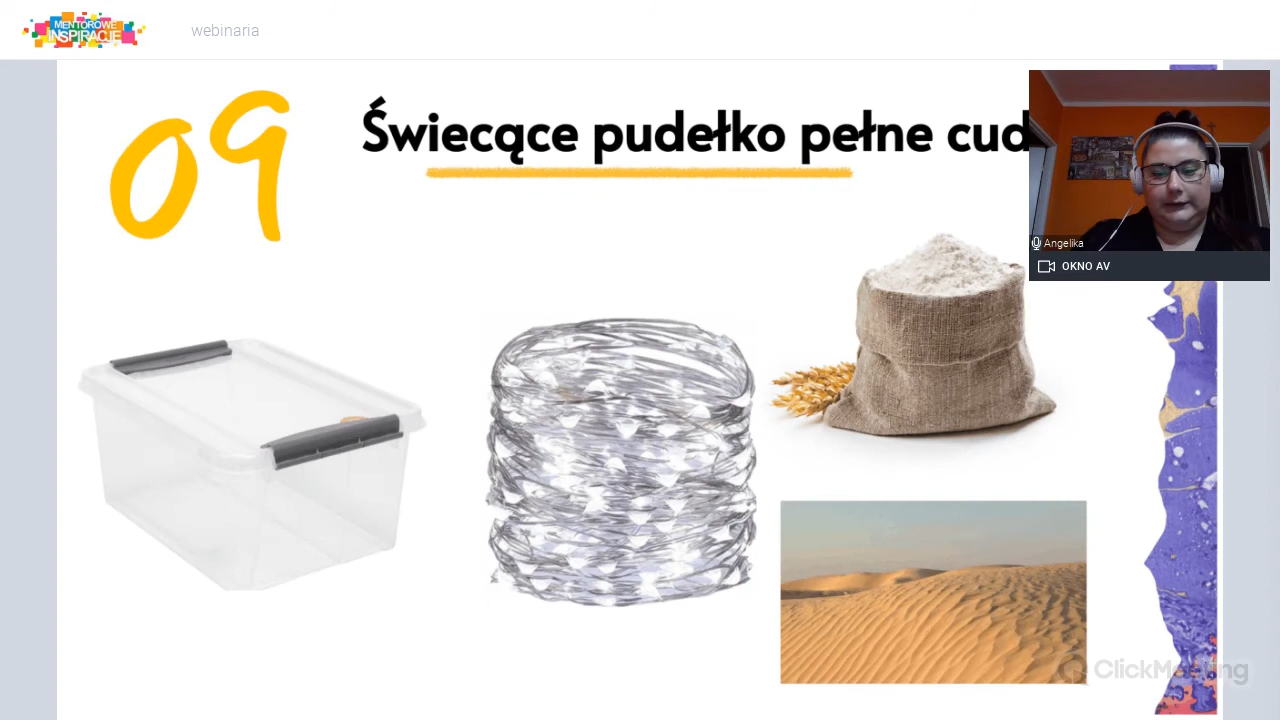 MENTOROWE
INSPIRACJE
webinaria
09
Świecące pudełko pełne cud
Angelika
OKNO AV
ClickMeeting